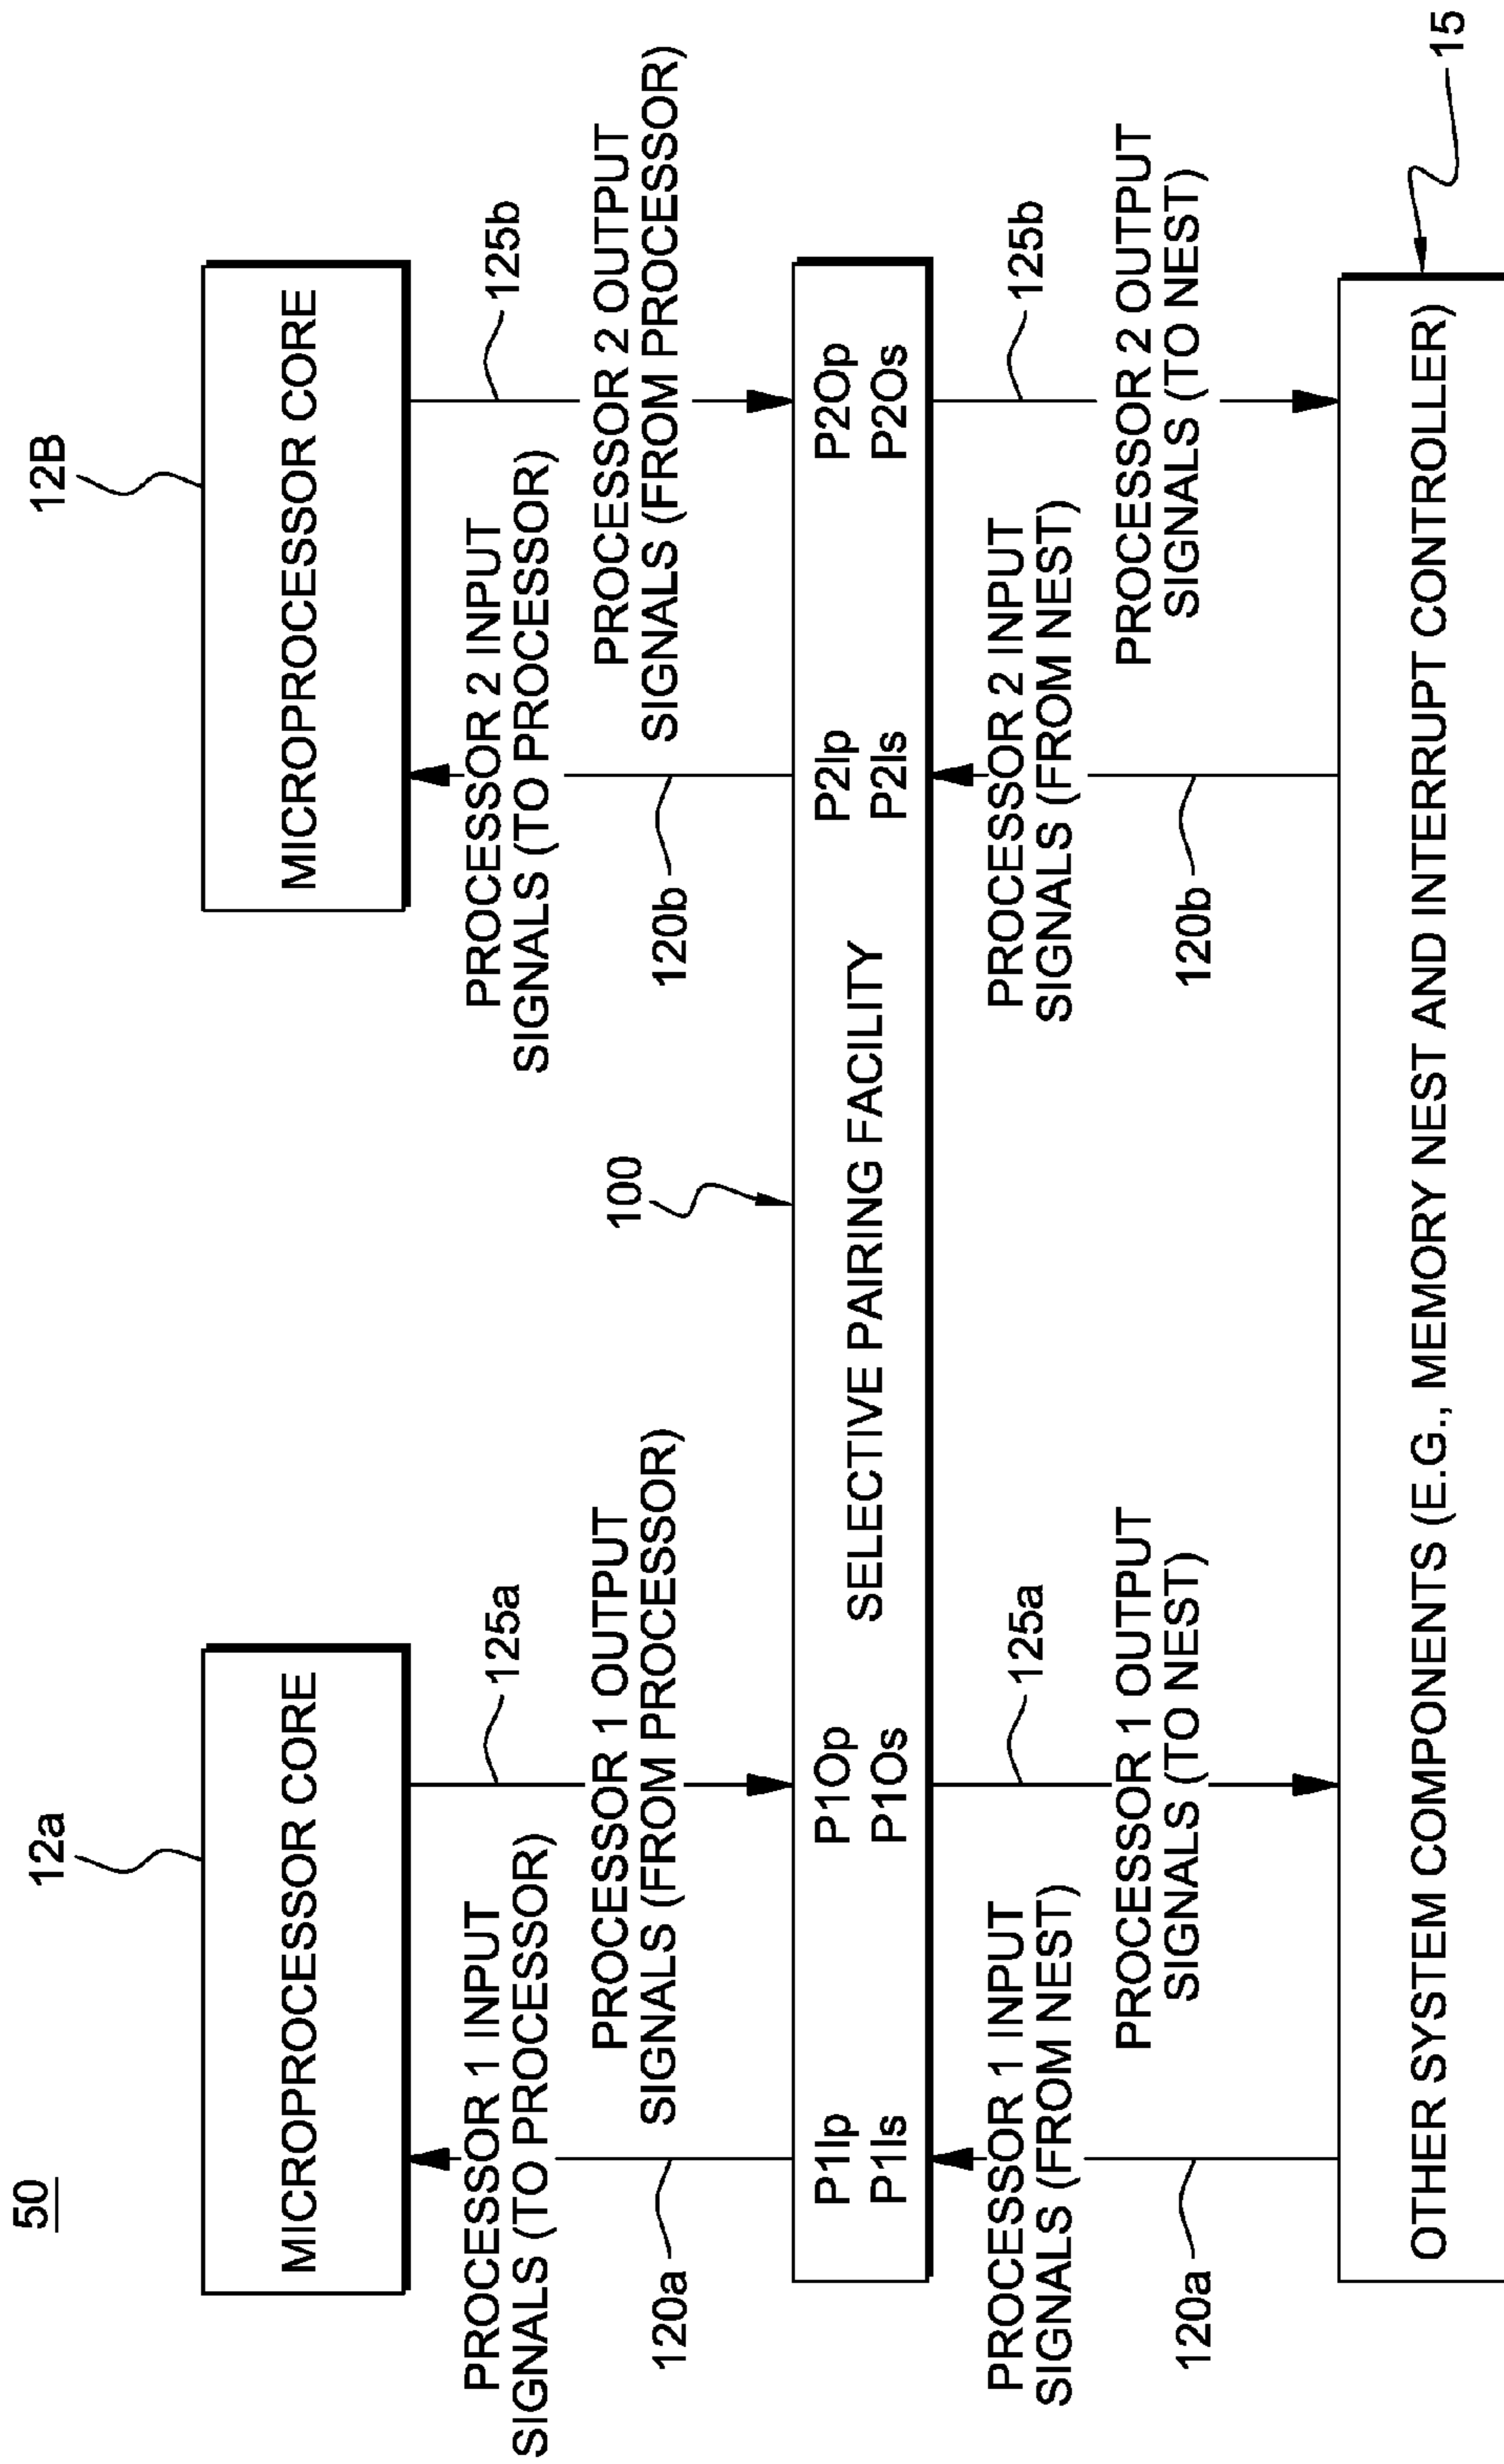 50
12a
12B
MICROPROCESSOR CORE
MICROPROCESSOR CORE
PROCESSOR 1 INPUT
SIGNALS (TO PROCESSOR)
125a
PROCESSOR 2 INPUT
SIGNALS (TO PROCESSOR)
125b
120a
PROCESSOR 1 OUTPUT
SIGNALS (FROM PROCESSOR)
100
120b
PROCESSOR 2 OUTPUT
SIGNALS (FROM PROCESSOR)
P1Ip
P1Is
P1Op
P1Os
SELECTIVE PAIRING FACILITY
P2Ip
P2Is
P2Op
P2Os
PROCESSOR 1 INPUT
SIGNALS (FROM NEST)
125a
PROCESSOR 2 INPUT
SIGNALS (FROM NEST)
125b
120a
PROCESSOR 1 OUTPUT
SIGNALS (TO NEST)
120b
PROCESSOR 2 OUTPUT
SIGNALS (TO NEST)
OTHER SYSTEM COMPONENTS (E.G., MEMORY NEST AND INTERRUPT CONTROLLER)
15